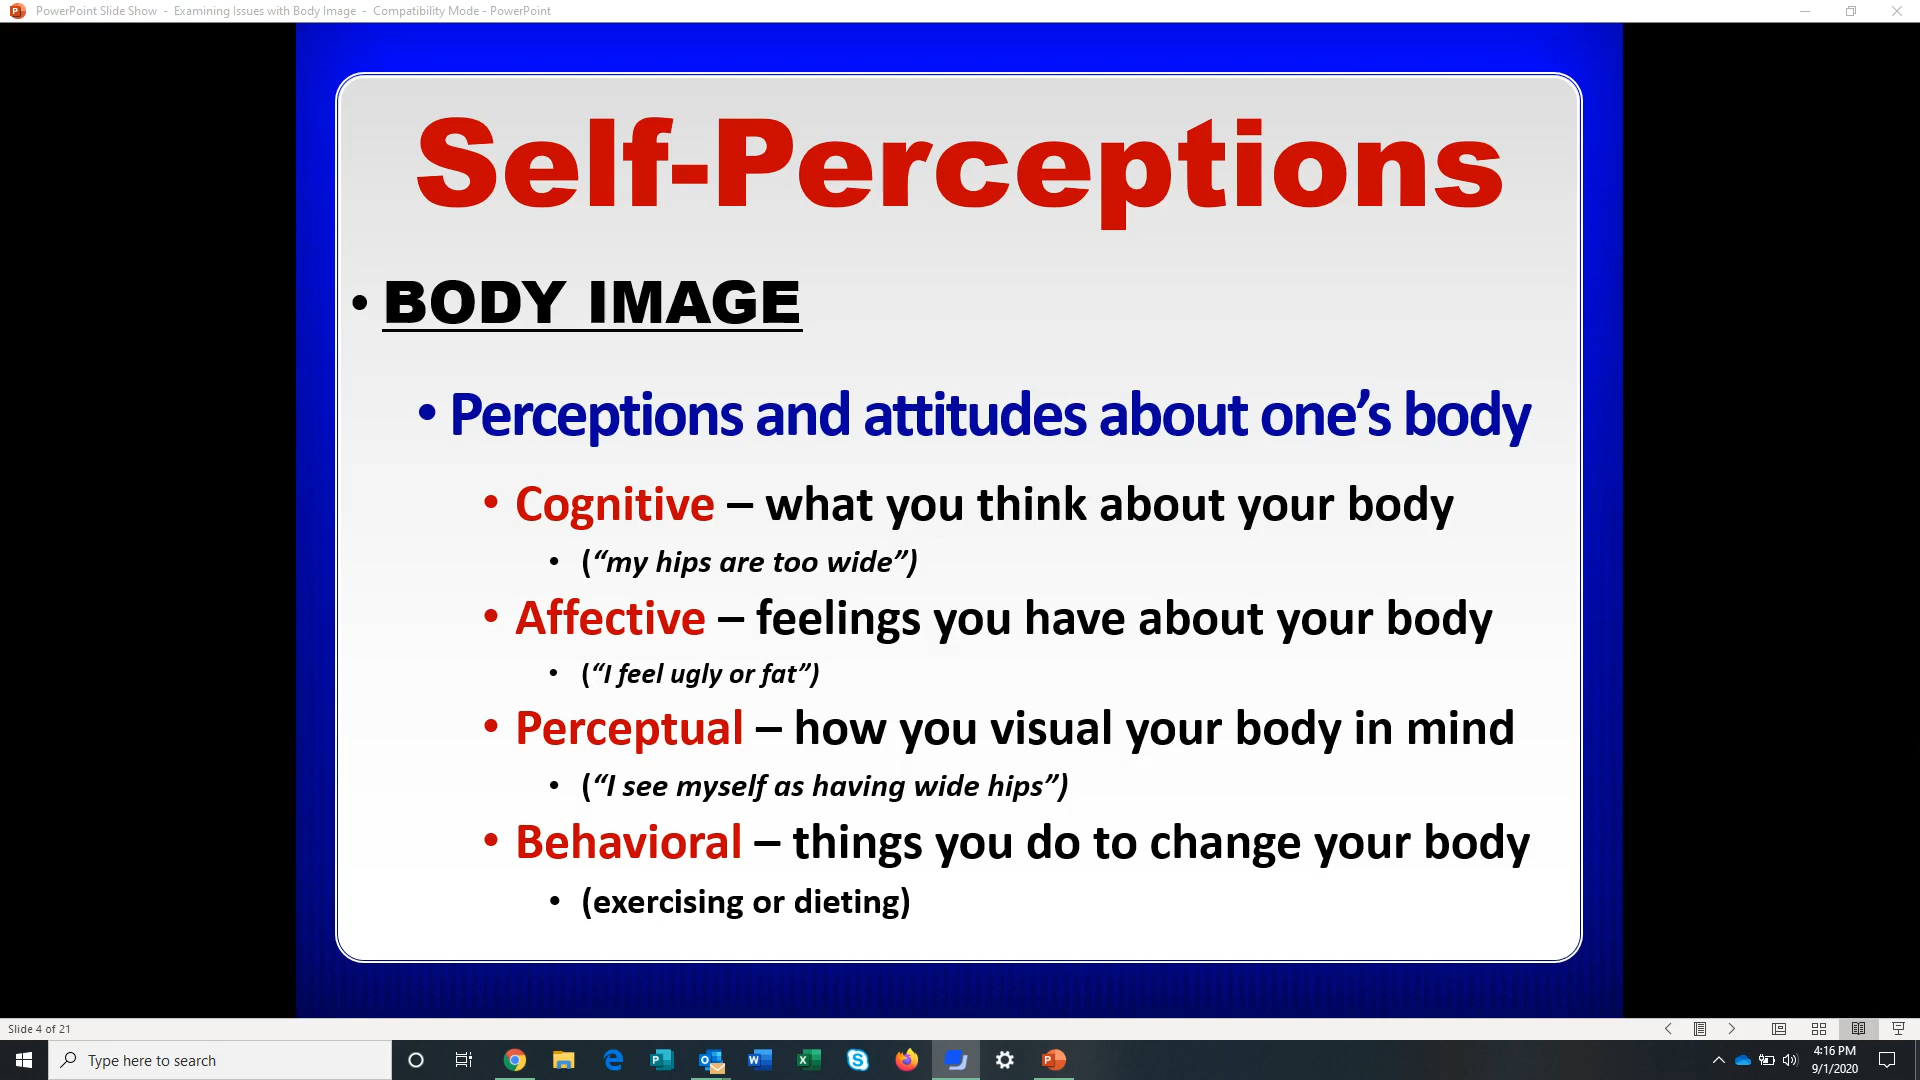 PowerPoint Slide Show - Examining Issues with Body Image - Compatibility Mode - PowerPoint
Self-Perceptions
• BODY IMAGE
• Perceptions and attitudes about one’s body
• Cognitive – what you think about your body
• (“my hips are too wide”)
• Affective – feelings you have about your body
• (“I feel ugly or fat”)
• Perceptual – how you visual your body in mind
• (“I see myself as having wide hips”)
• Behavioral – things you do to change your body
• (exercising or dieting)
Slide 4 of 21
Type here to search
4:16 PM
9/1/2020